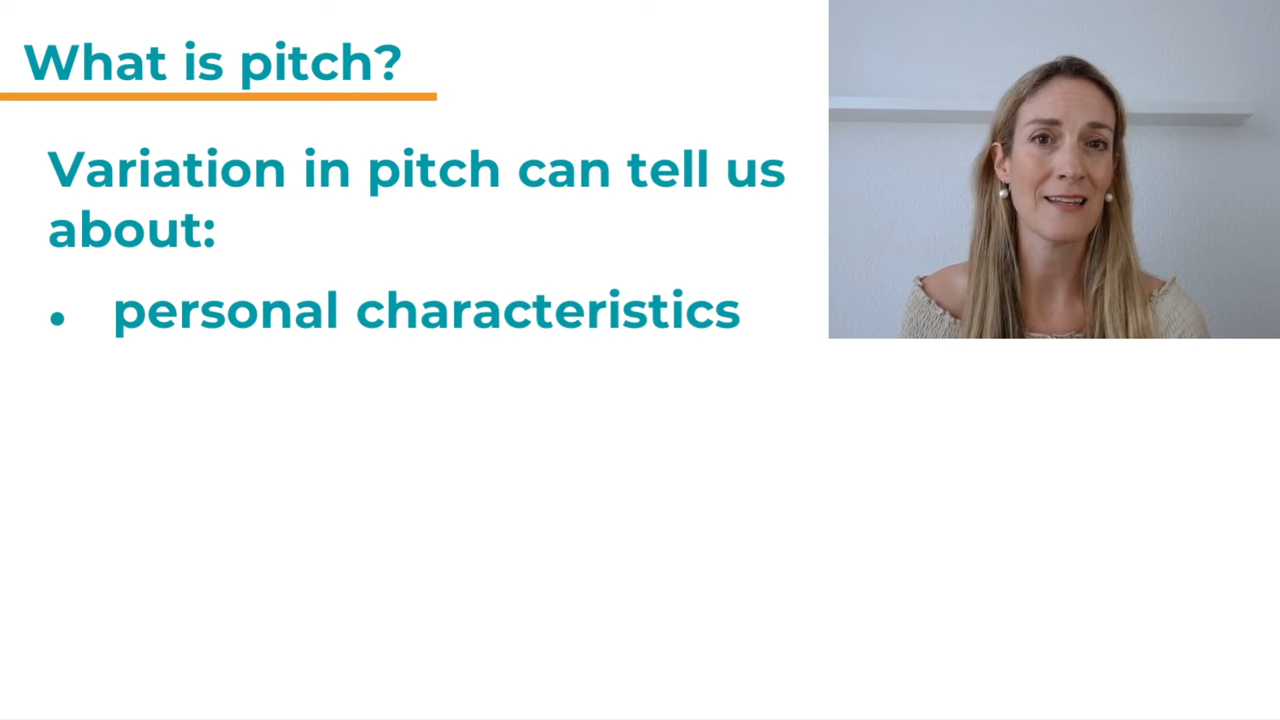 What is pitch?
Variation in pitch can tell us
about:
• personal characteristics